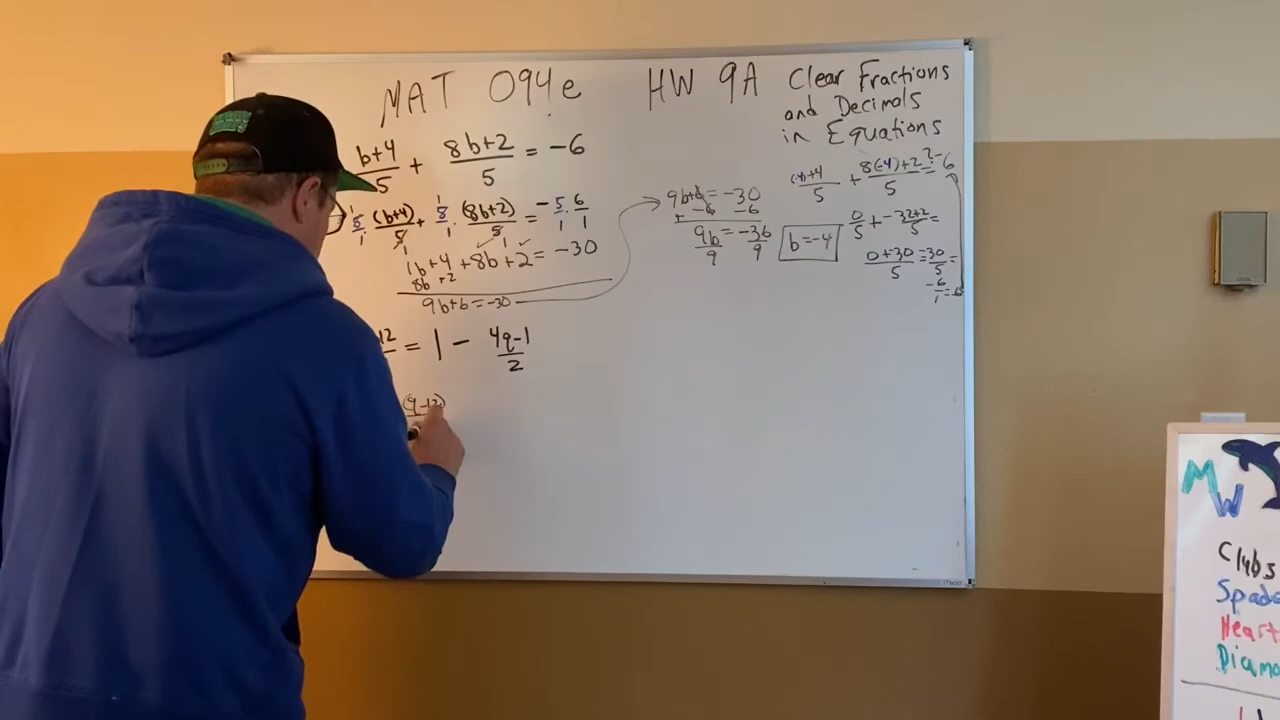 MAT 094e HW 9A Clear Fractions
and Decimals
in Equations
b+4/5 + 8b+2/5 = -6
5/1 · (b+4)/5 + 5/1 · (8b+2)/5 = -5/1 · 6/1
1b+4 +8b+2 = -30
8b +2
9b+6 = -30
9b+6 = -30
+ -6 -6
9b/9 = -36/9
b=-4
(-4)+4/5 + 8(-4)+2/5 ?= -6
0/5 + -32+2/5 =
0+30/5 = 30/5 =
-6/1 = -6
12 = 1 - 4q-1/2
(q-12)
MW
Clubs
Spade
Heart
Diamo